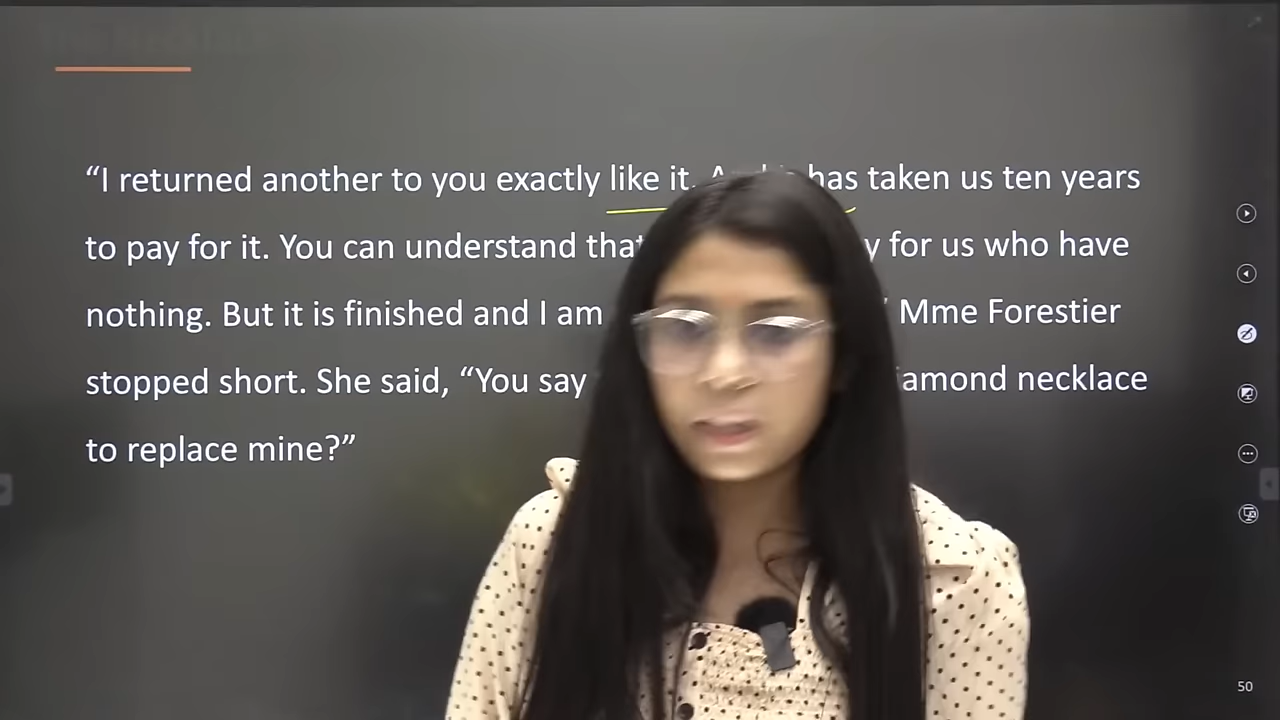 “I returned another to you exactly like it. has taken us ten years
to pay for it. You can understand that for us who have
nothing. But it is finished and I am Mme Forestier
stopped short. She said, “You say diamond necklace
to replace mine?”
50